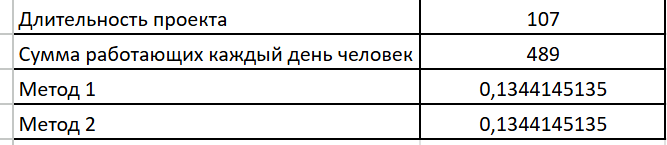 Длительность проекта 107
Сумма работающих каждый день человек 489
Метод 1 0,1344145135
Метод 2 0,1344145135